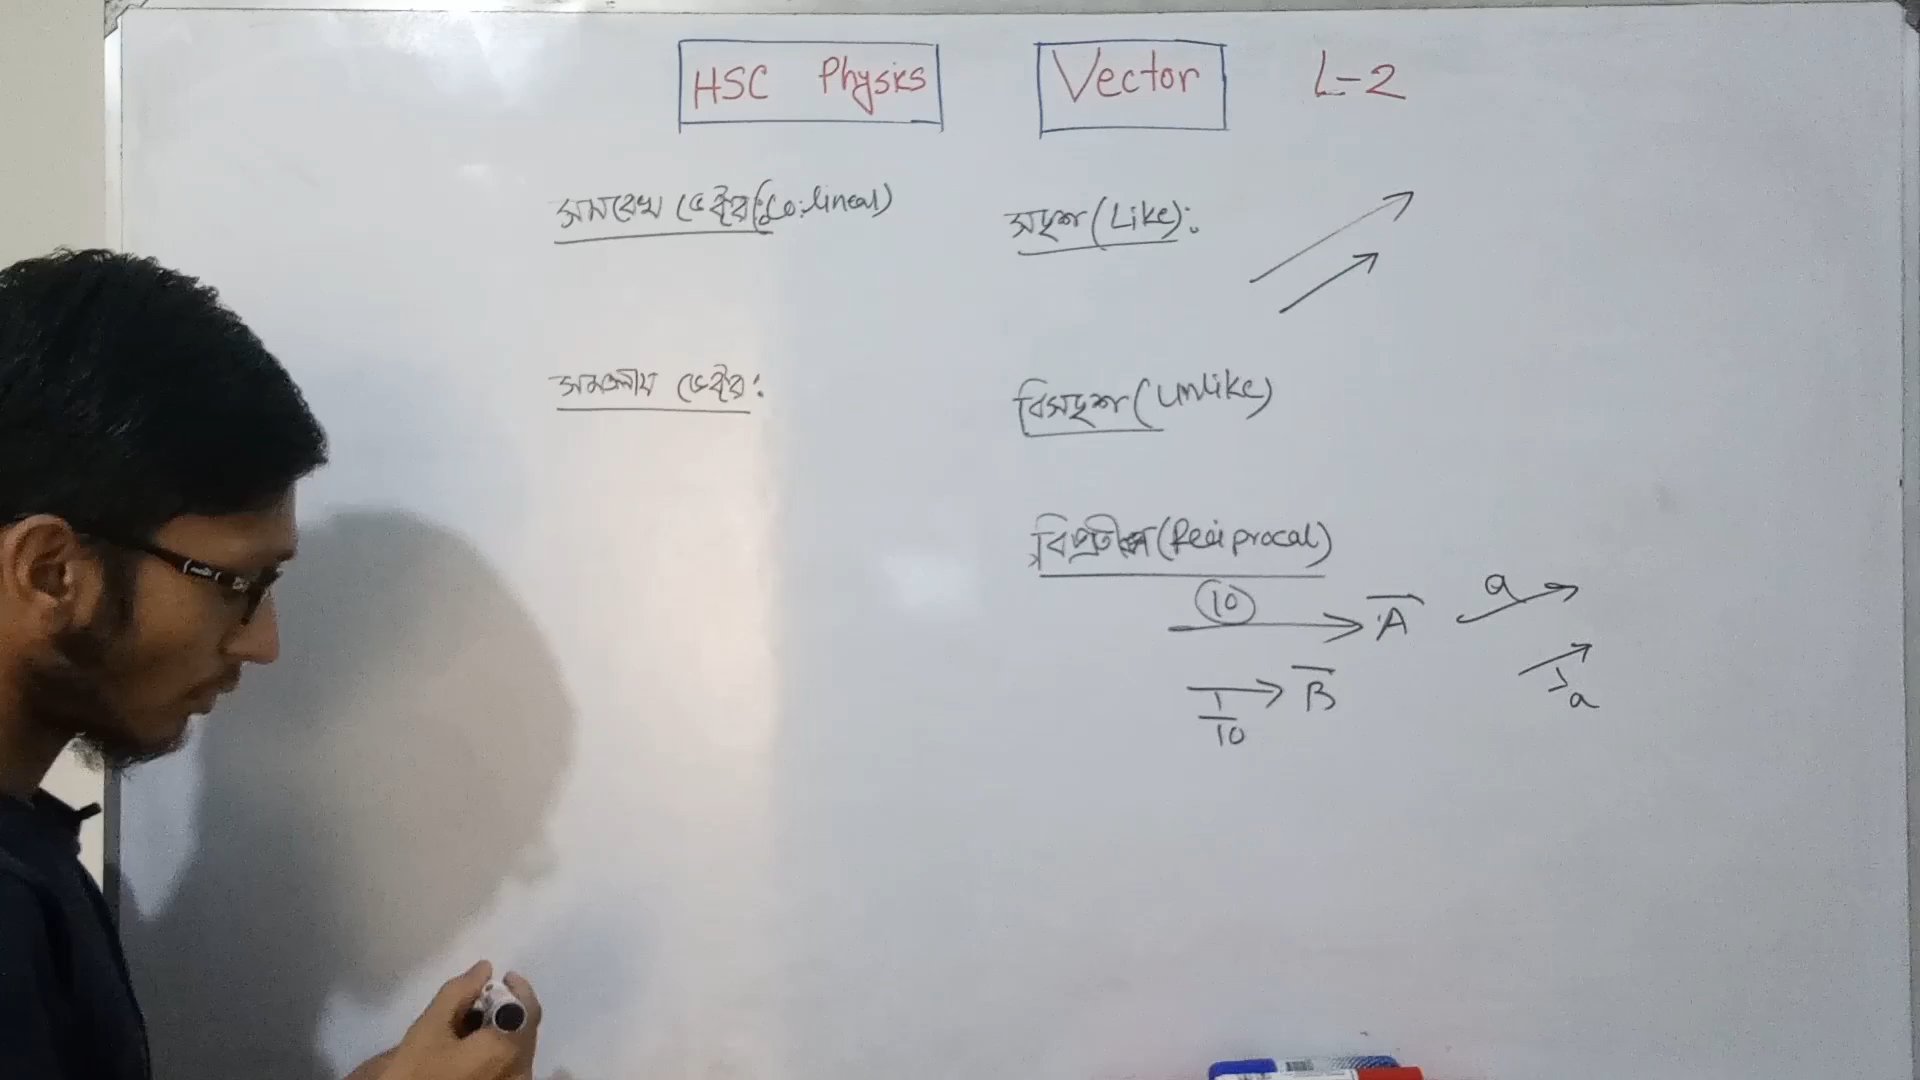 HSC Physics Vector L-2
সমরেখ ভেক্টর (Co-lineal)
সমতলীয় ভেক্টর:
সদৃশ (Like):
বিসদৃশ (unlike)
বিপ্রতীপ (Reciprocal)
10
A
1/10
B
a
1/a